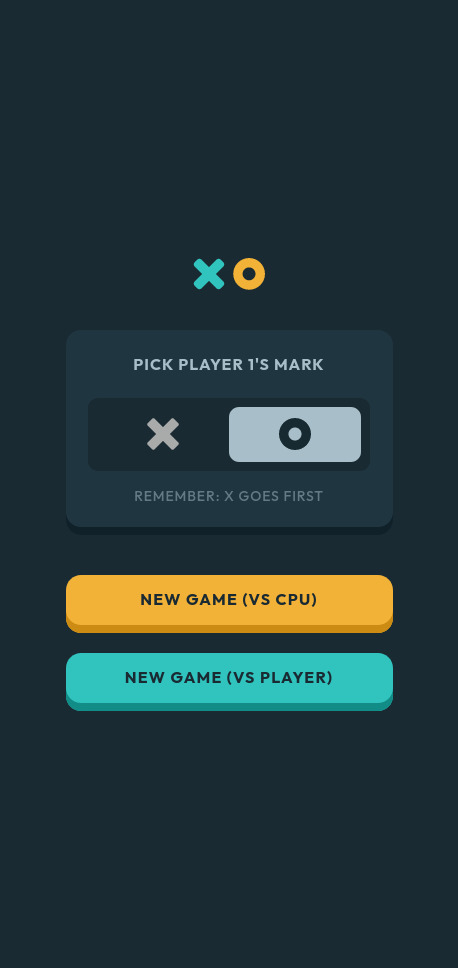 PICK PLAYER 1'S MARK
REMEMBER: X GOES FIRST
NEW GAME (VS CPU)
NEW GAME (VS PLAYER)